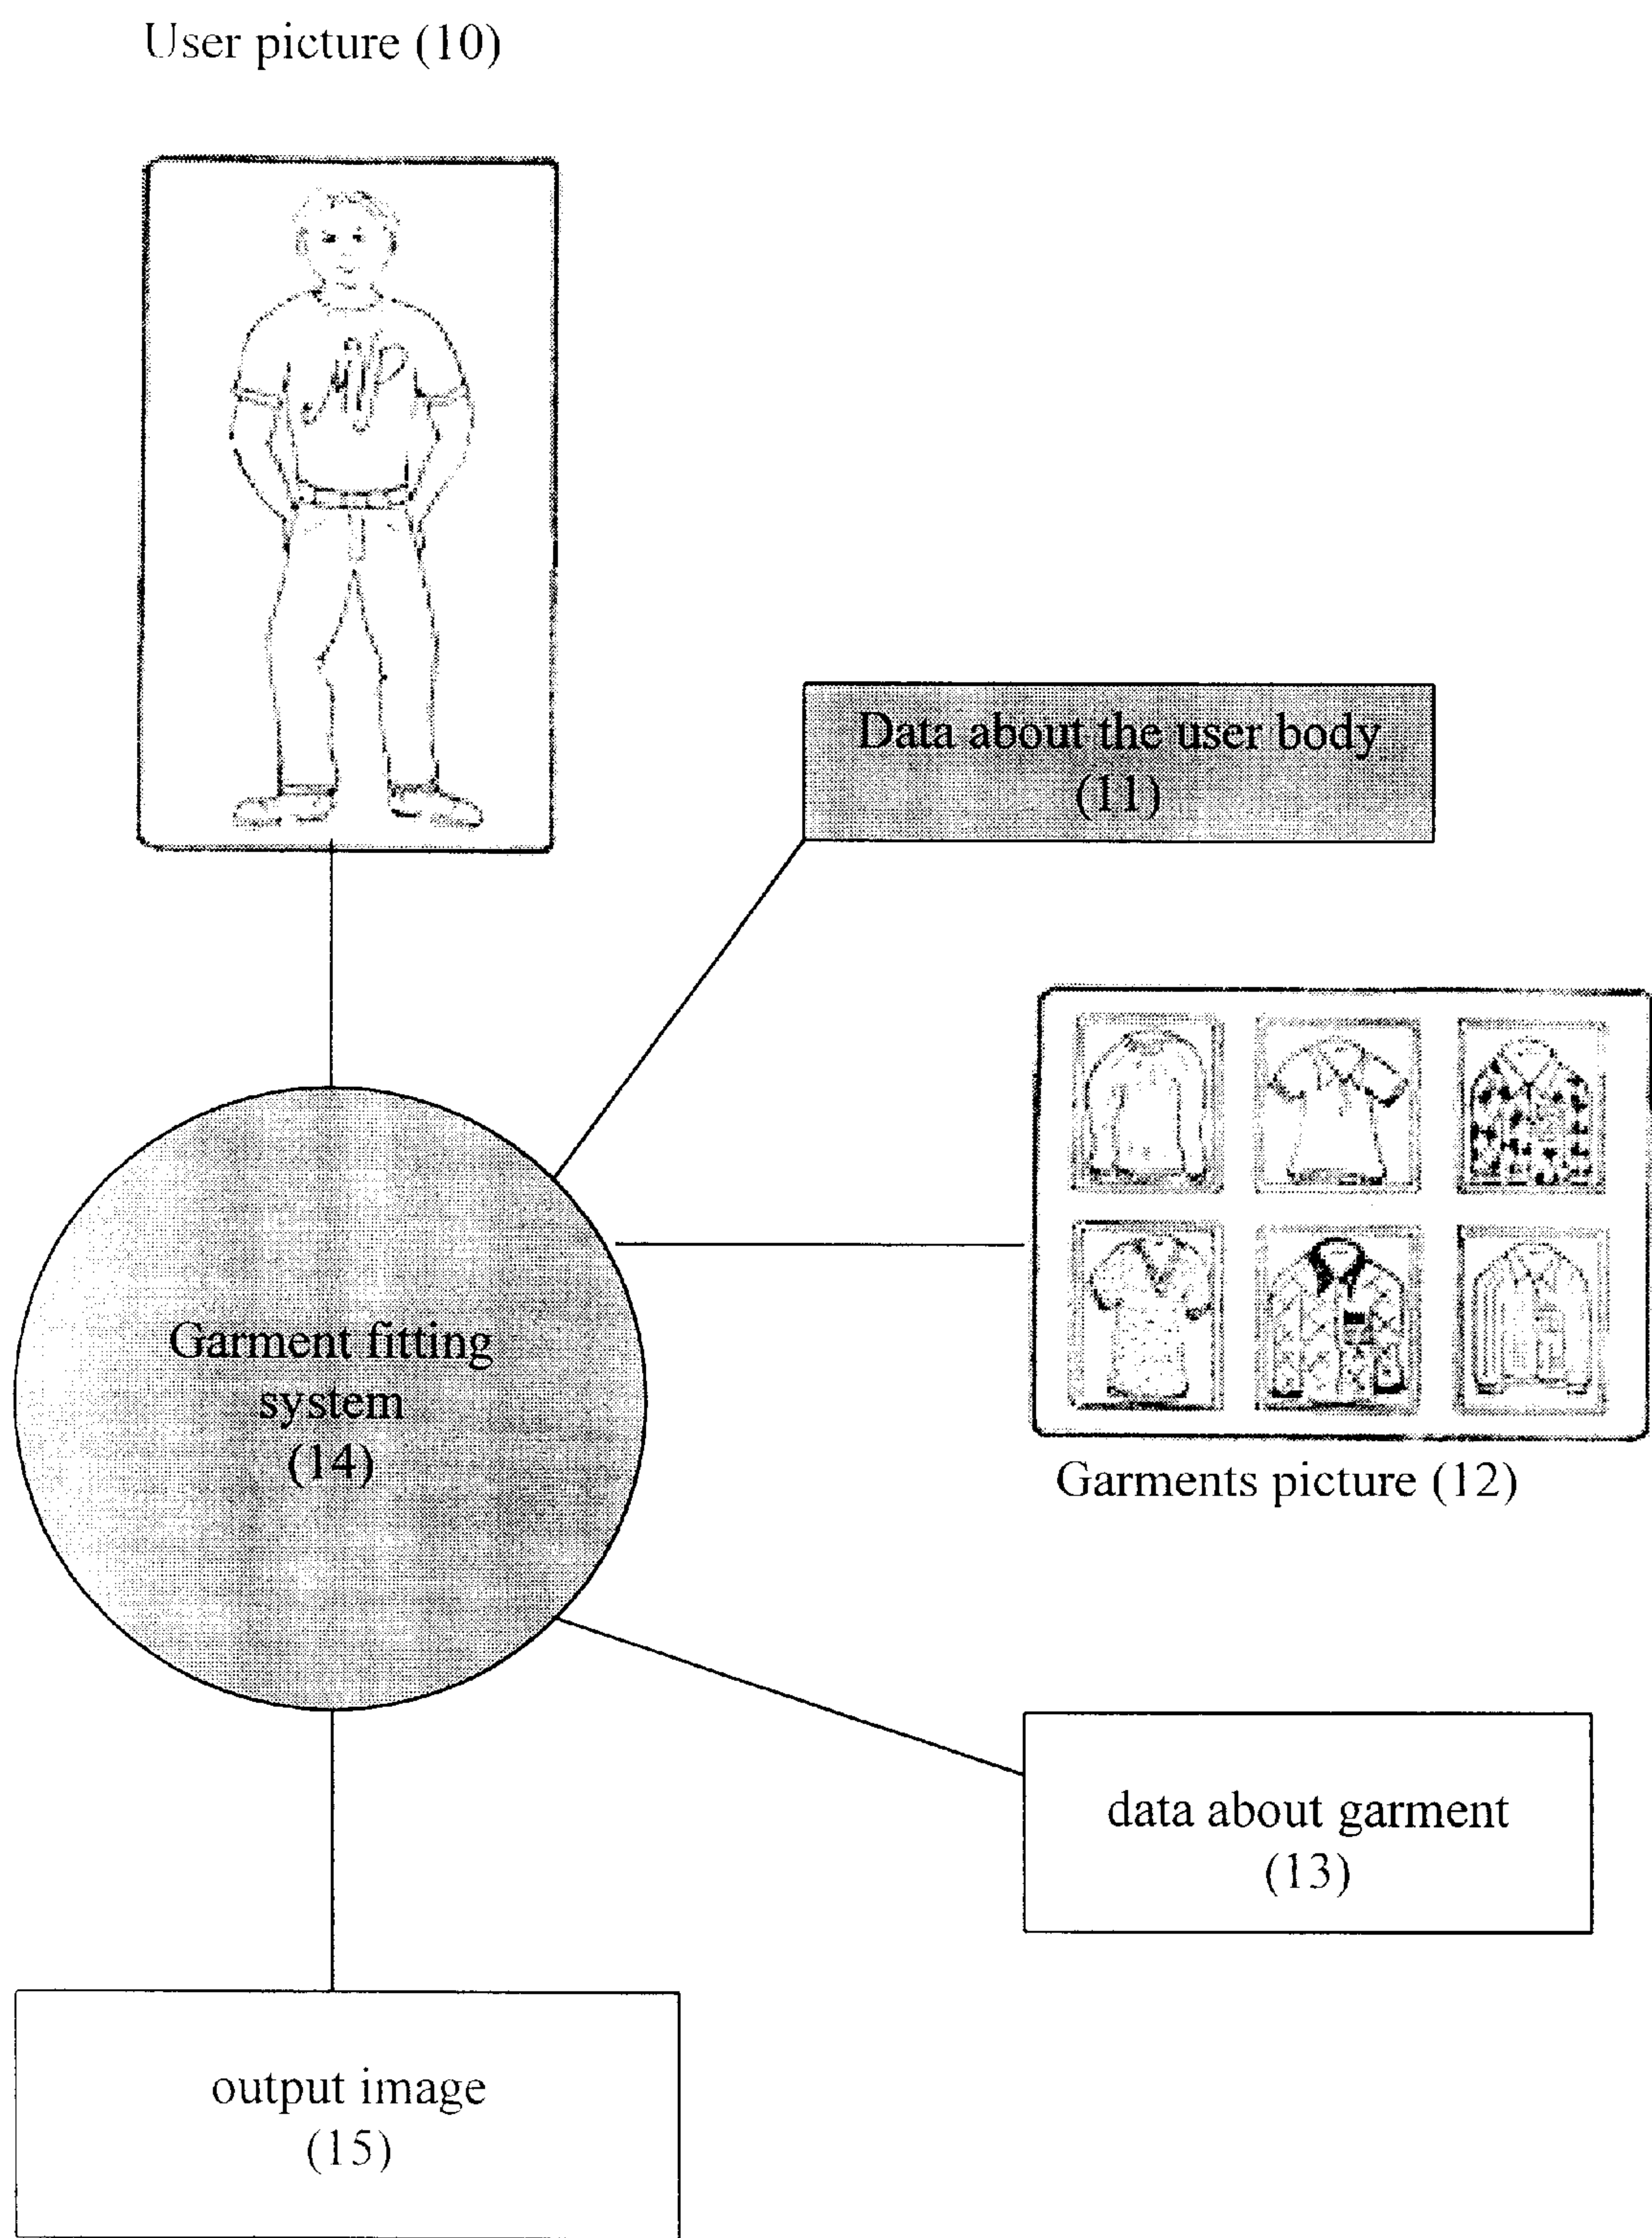 User picture (10)
Data about the user body
(11)
Garment fitting
system
(14)
Garments picture (12)
data about garment
(13)
output image
(15)